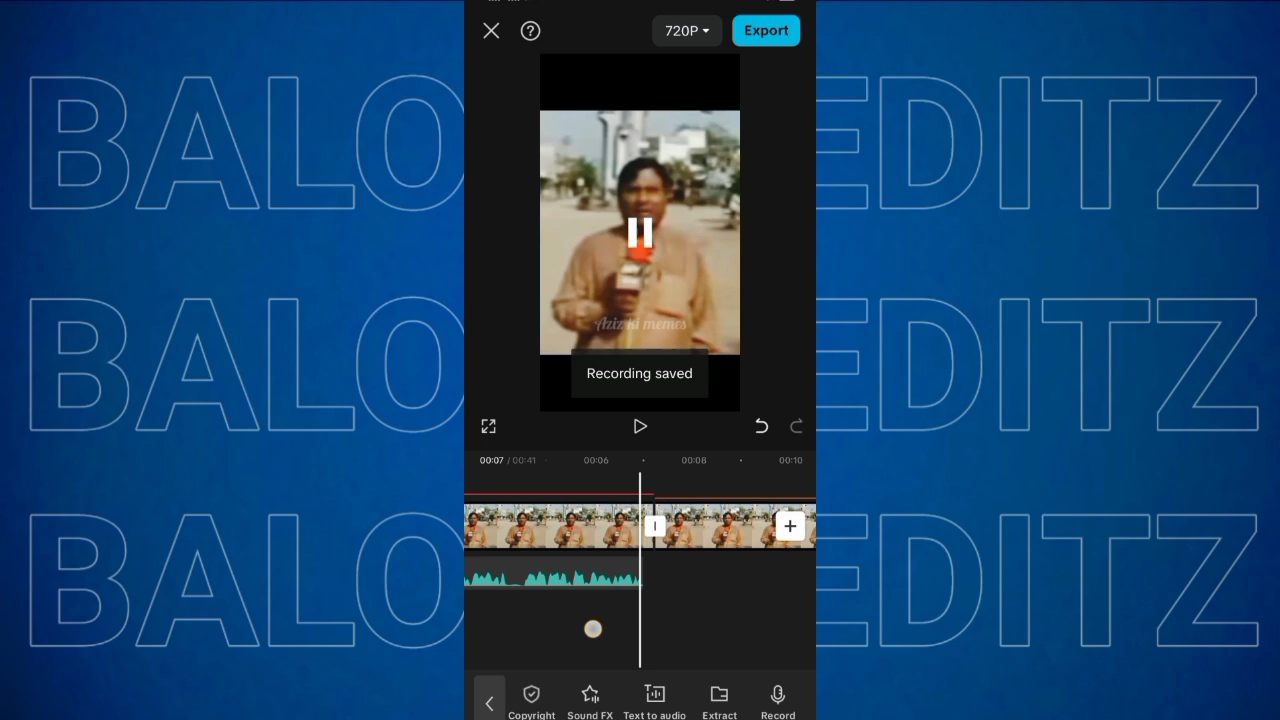 720P
Export
BALO EDITZ
Aziz ki memes
Recording saved
00:07 / 00:41 00:06 00:08 00:10
BALO EDITZ
BALO EDITZ
Copyright Sound FX Text to audio Extract Record